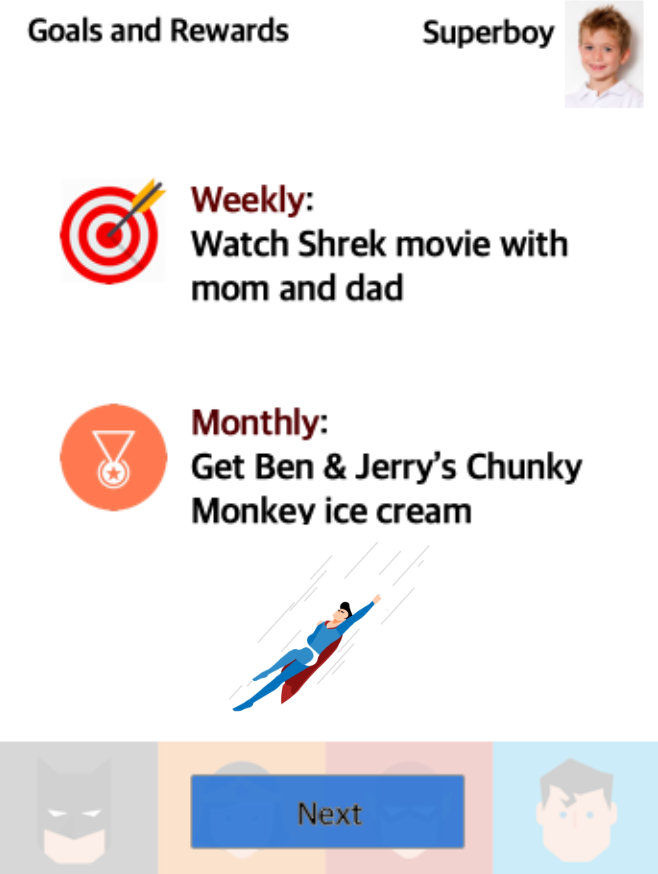 Goals and Rewards
Superboy
Weekly:
Watch Shrek movie with
mom and dad
Monthly:
Get Ben & Jerry’s Chunky
Monkey ice cream
Next